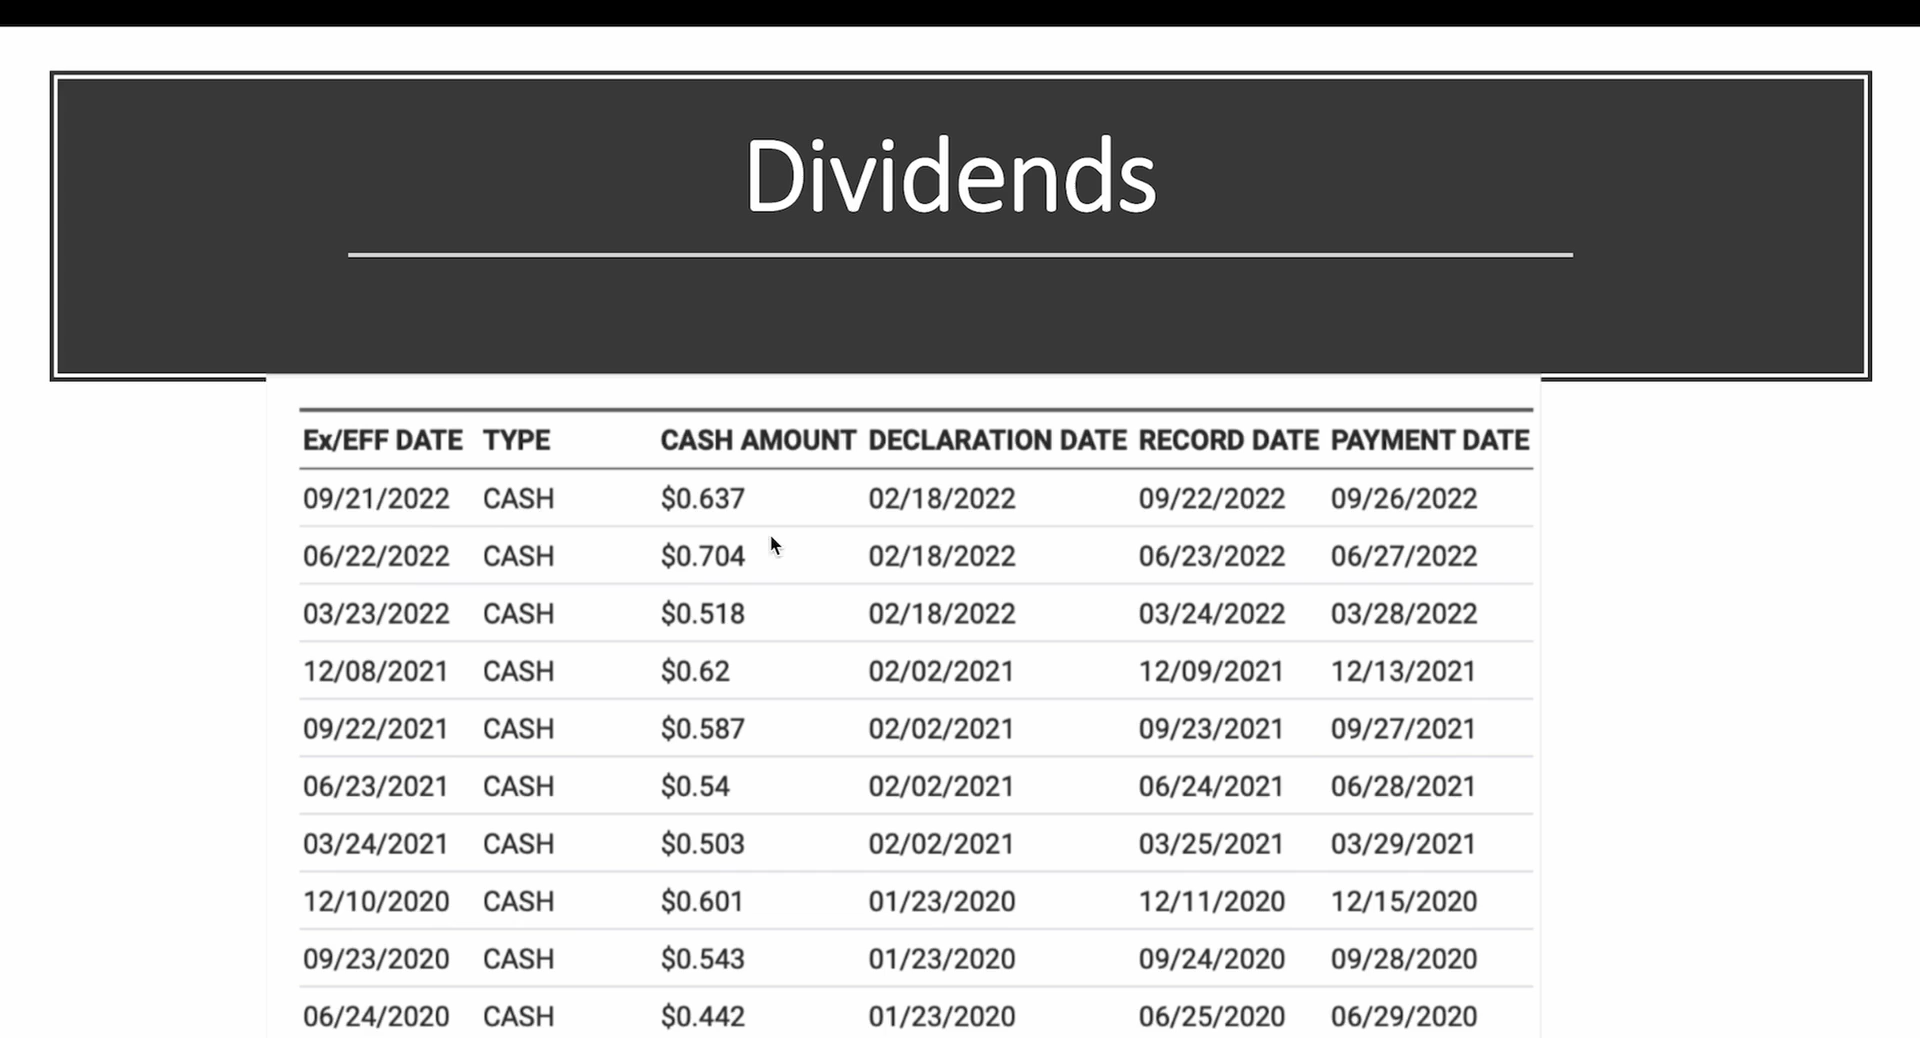 Dividends
Ex/EFF DATE TYPE CASH AMOUNT DECLARATION DATE RECORD DATE PAYMENT DATE
09/21/2022 CASH $0.637 02/18/2022 09/22/2022 09/26/2022
06/22/2022 CASH $0.704 02/18/2022 06/23/2022 06/27/2022
03/23/2022 CASH $0.518 02/18/2022 03/24/2022 03/28/2022
12/08/2021 CASH $0.62 02/02/2021 12/09/2021 12/13/2021
09/22/2021 CASH $0.587 02/02/2021 09/23/2021 09/27/2021
06/23/2021 CASH $0.54 02/02/2021 06/24/2021 06/28/2021
03/24/2021 CASH $0.503 02/02/2021 03/25/2021 03/29/2021
12/10/2020 CASH $0.601 01/23/2020 12/11/2020 12/15/2020
09/23/2020 CASH $0.543 01/23/2020 09/24/2020 09/28/2020
06/24/2020 CASH $0.442 01/23/2020 06/25/2020 06/29/2020